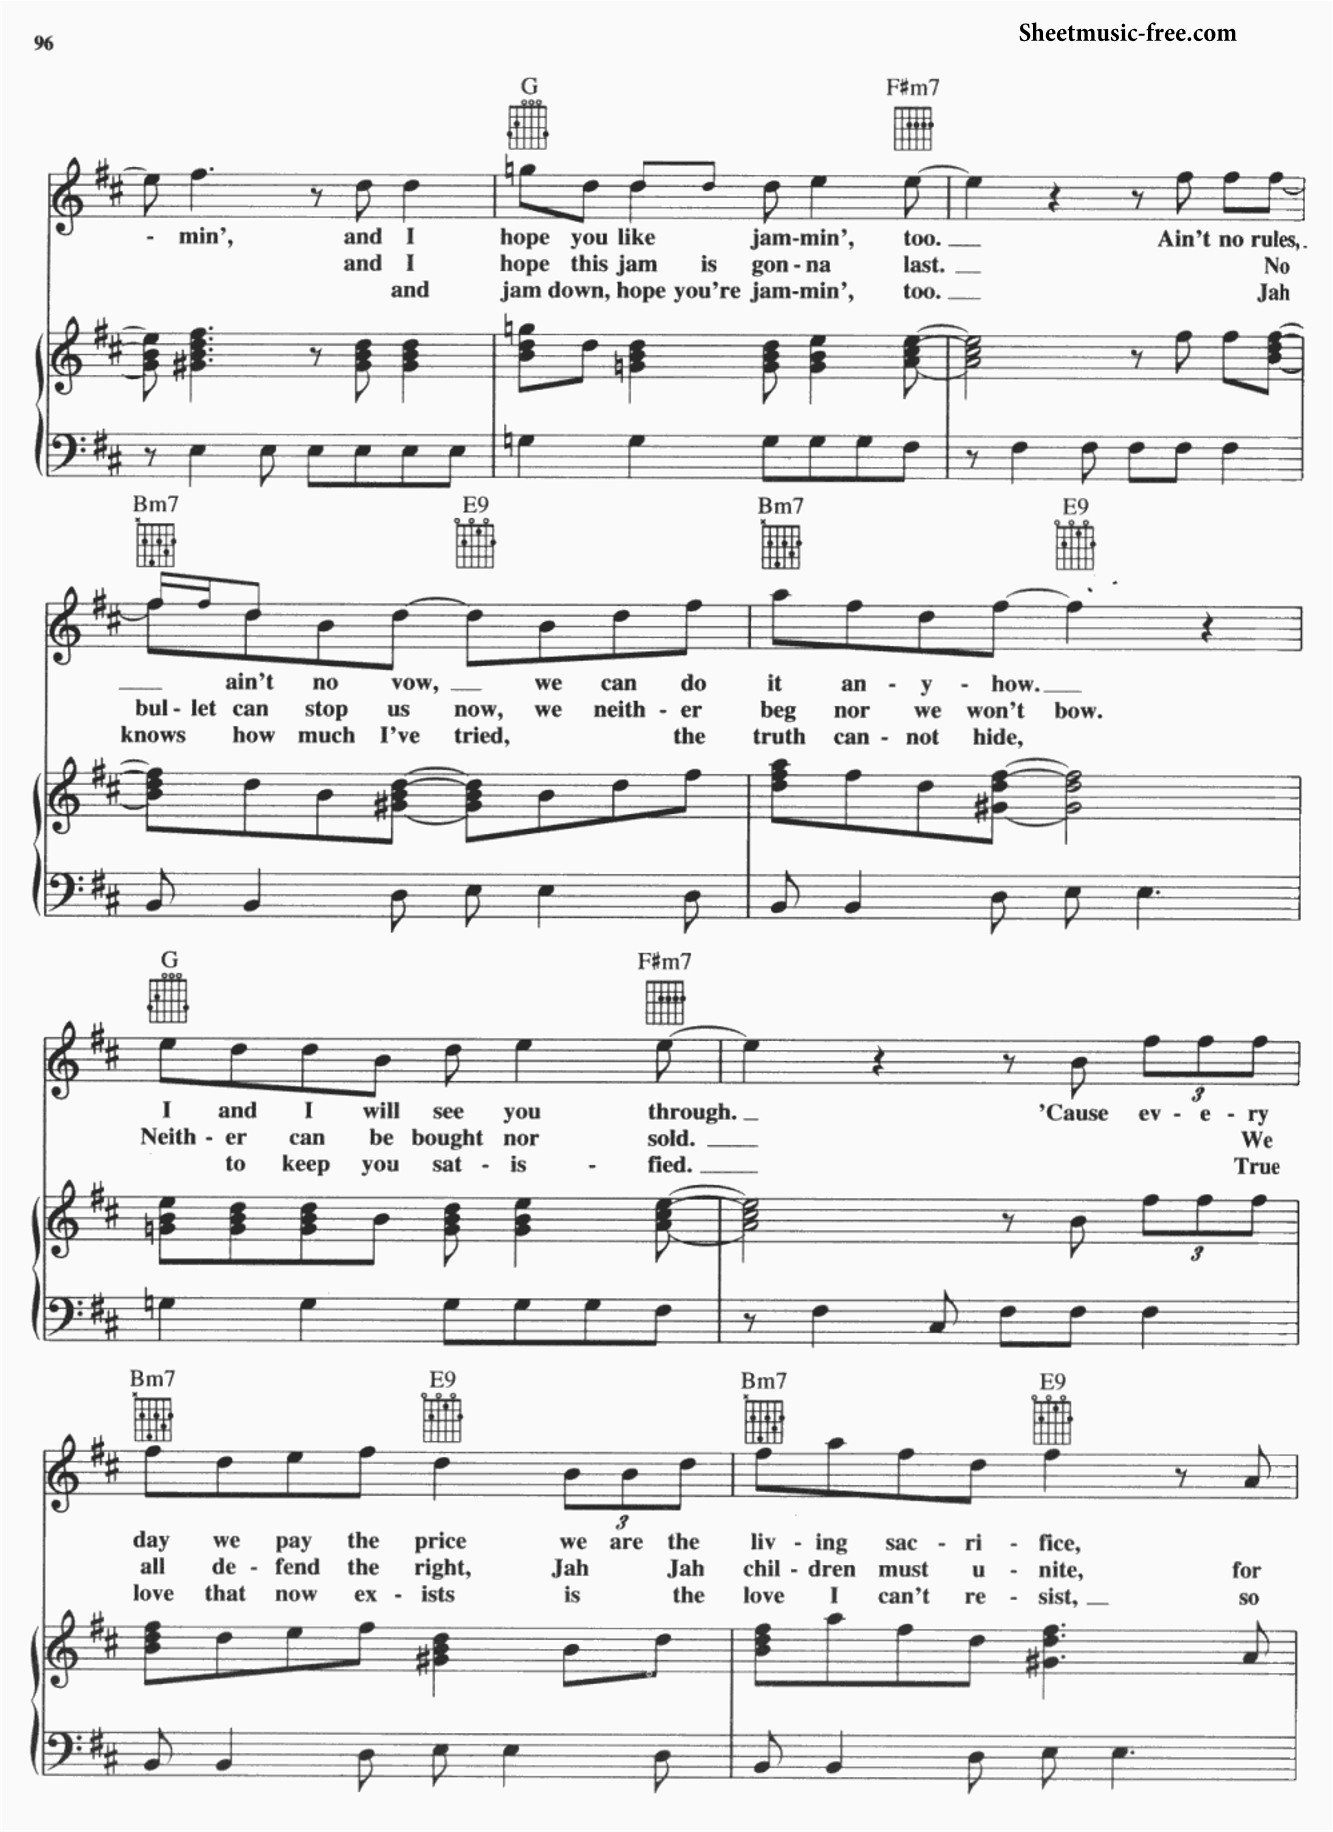 96
Sheetmusic-free.com
G F#m7
- min', and I hope you like jam-min', too. Ain't no rules,
and I hope this jam is gon - na last. No
and jam down, hope you're jam-min', too. Jah
Bm7 E9 Bm7 E9
ain't no vow, we can do it an - y - how.
bul - let can stop us now, we neith - er beg nor we won't bow.
knows how much I've tried, the truth can - not hide,
G F#m7
I and I will see you through. 'Cause ev - e - ry
3
Neith - er can be bought nor sold. We
to keep you sat - is - fied. True
3
Bm7 E9 Bm7 E9
3
day we pay the price we are the liv - ing sac - ri - fice,
all de - fend the right, Jah Jah chil - dren must u - nite, for
love that now ex - ists is the love I can't re - sist, so